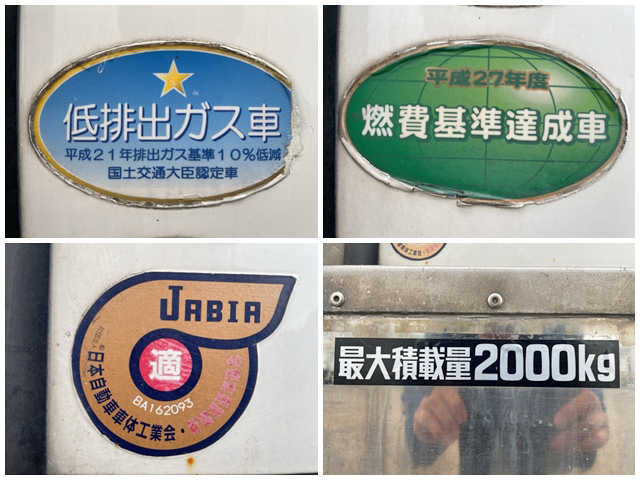 低排出ガス車
平成21年排出ガス基準10%低減
国土交通大臣認定車
平成27年度
燃費基準達成車
JABIA
適
BA162093
日本自動車車体工業会・
最大積載量2000kg